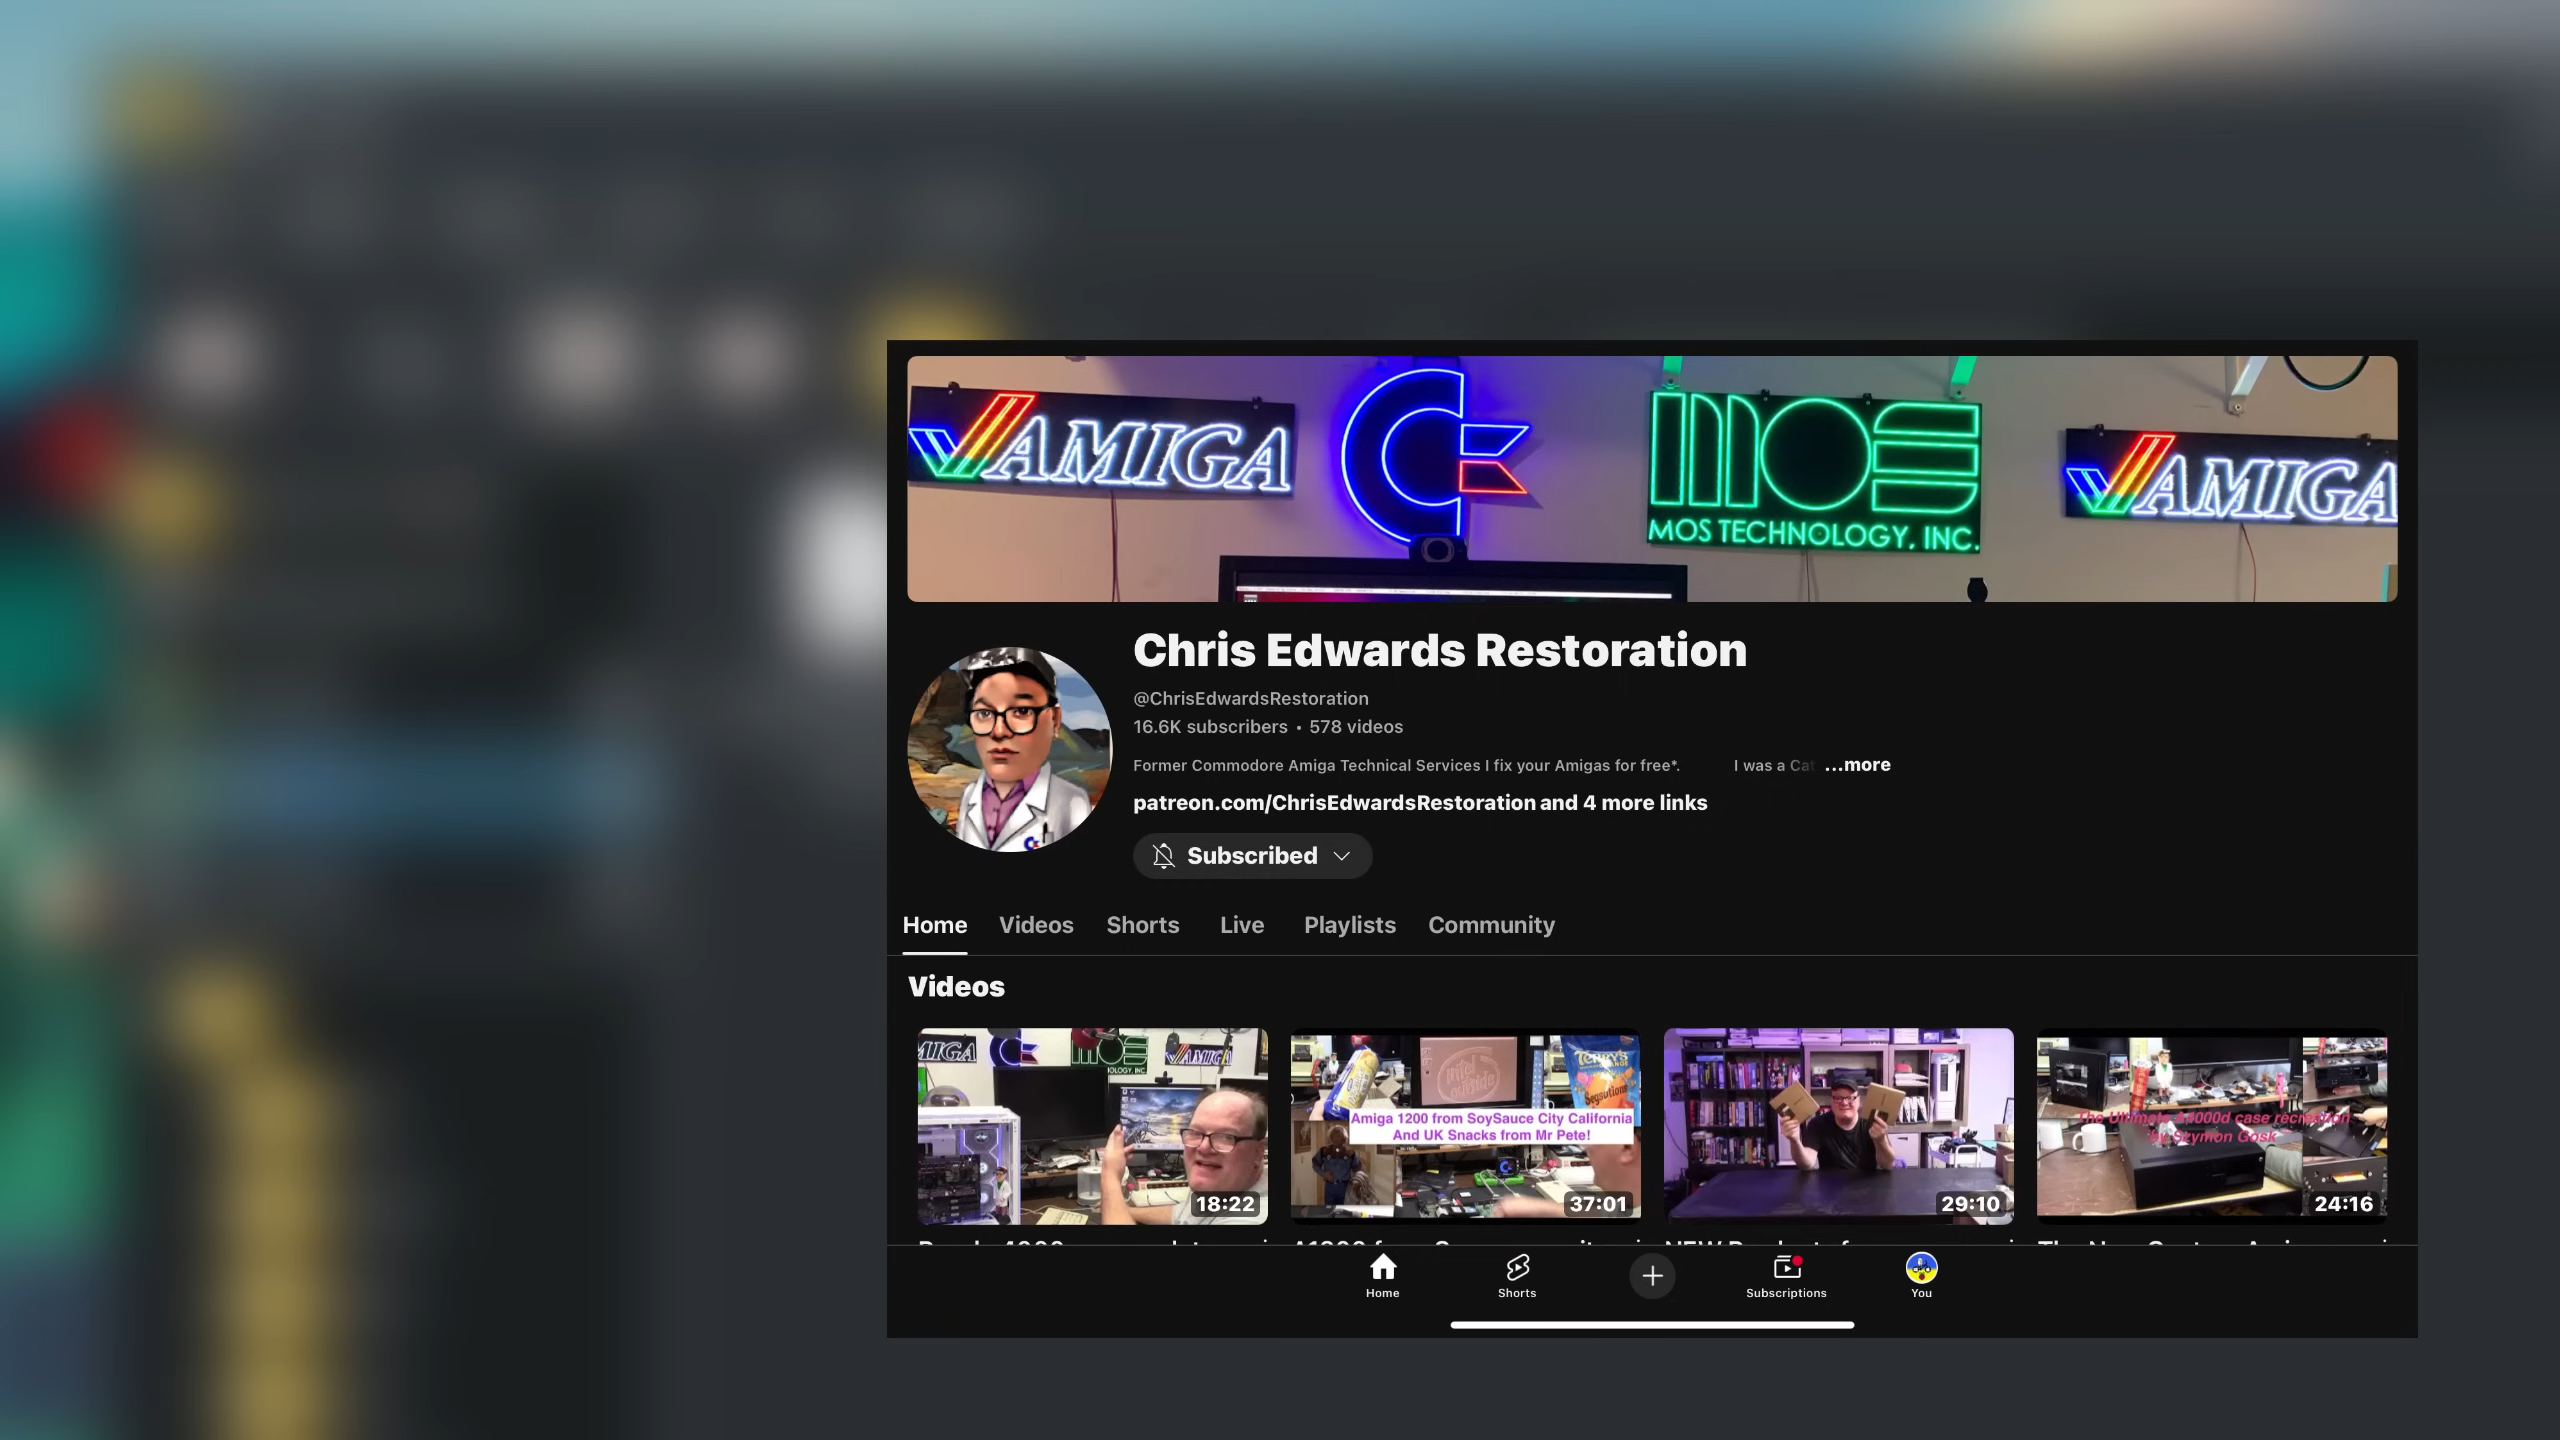 AMIGA
MOS
MOS TECHNOLOGY, INC.
AMIGA
Chris Edwards Restoration
@ChrisEdwardsRestoration
16.6K subscribers • 578 videos
Former Commodore Amiga Technical Services I fix your Amigas for free*. I was a Cat ...more
patreon.com/ChrisEdwardsRestoration and 4 more links
Subscribed
Home Videos Shorts Live Playlists Community
Videos
18:22
Intel outside
TERRY'S
Amiga 1200 from SoySauce City California
And UK Snacks from Mr Pete!
37:01
29:10
The Ultimate A4000d case recreation
by Szymon Gosk
24:16
Home Shorts Subscriptions You